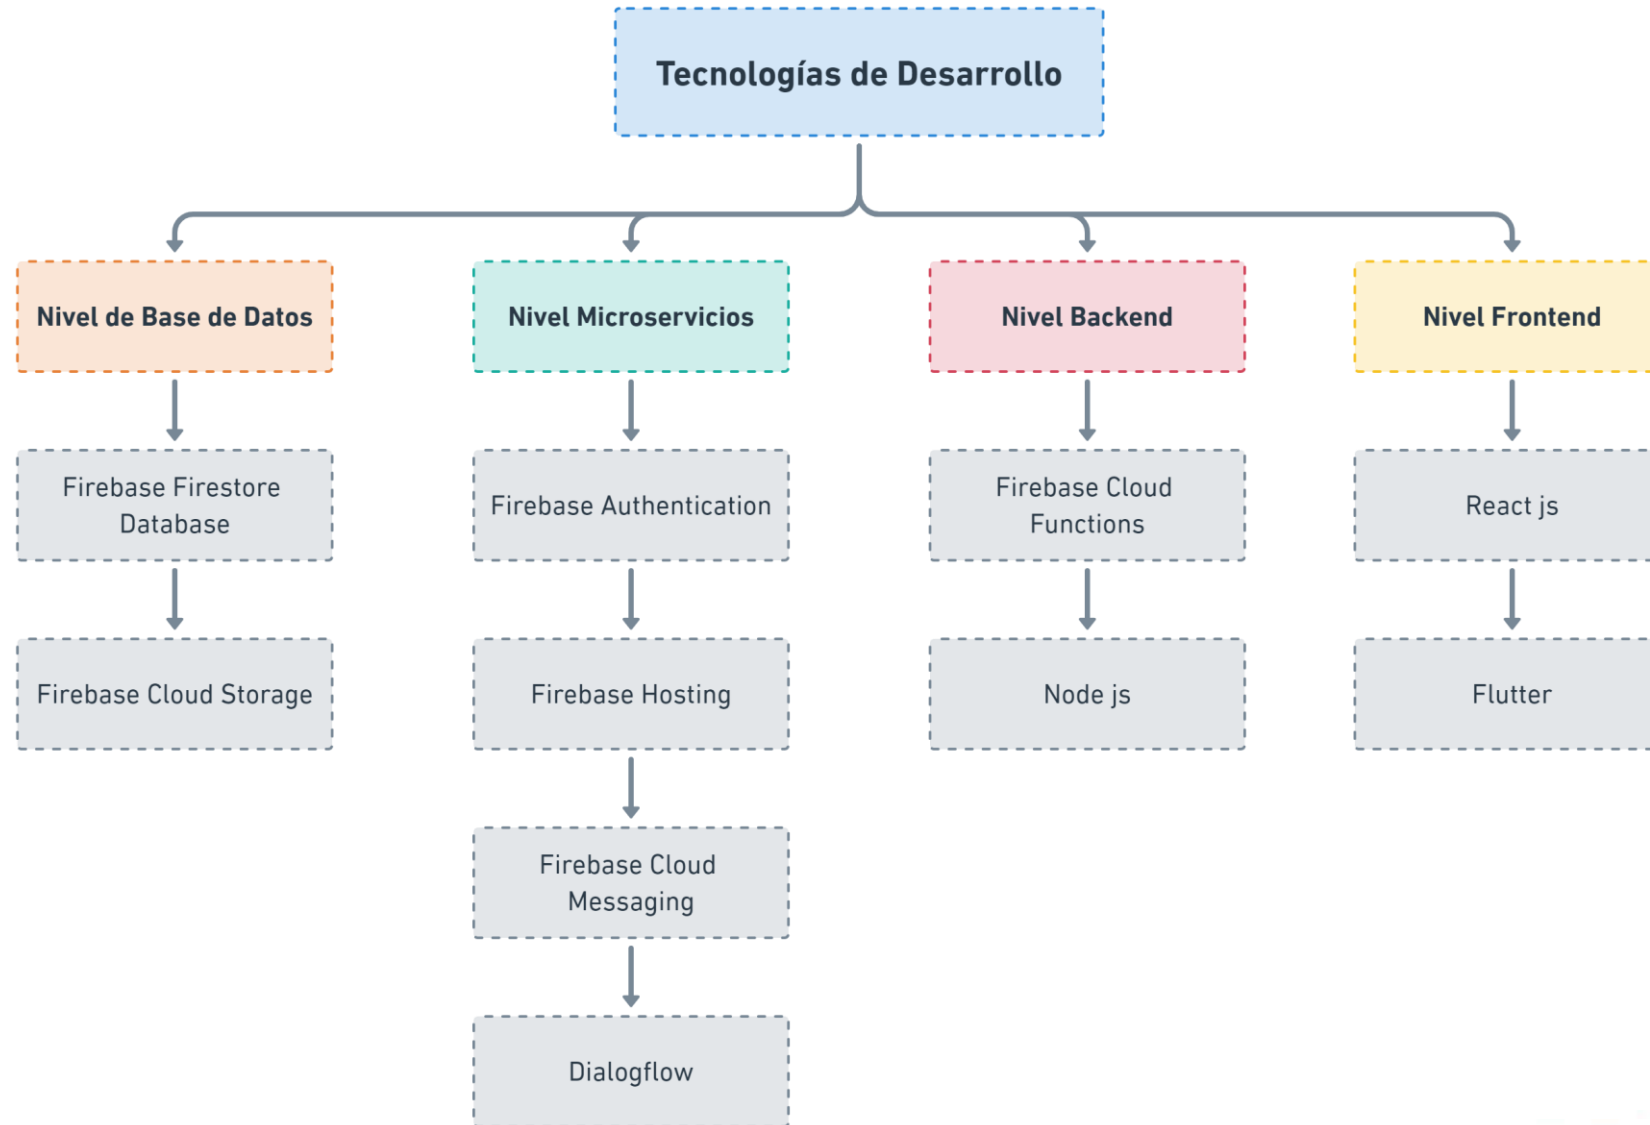 Tecnologías de Desarrollo
Nivel de Base de Datos
Nivel Microservicios
Nivel Backend
Nivel Frontend
Firebase Firestore
Database
Firebase Authentication
Firebase Cloud
Functions
React js
Firebase Cloud Storage
Firebase Hosting
Node js
Flutter
Firebase Cloud
Messaging
Dialogflow